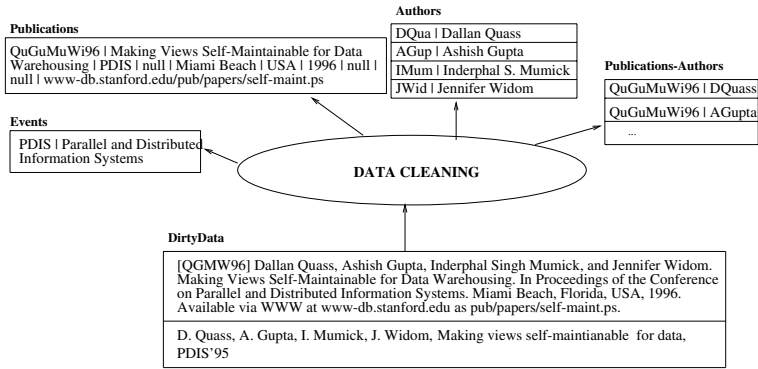 Authors
DQua | Dallan Quass
AGup | Ashish Gupta
IMum | Inderphal S. Mumick
JWid | Jennifer Widom
Publications
QuGuMuWi96 | Making Views Self-Maintainable for Data
Warehousing | PDIS | null | Miami Beach | USA | 1996 | null |
null | www-db.stanford.edu/pub/papers/self-maint.ps
Publications-Authors
QuGuMuWi96 | DQuass
QuGuMuWi96 | AGupta
...
Events
PDIS | Parallel and Distributed
Information Systems
DATA CLEANING
DirtyData
[QGMW96] Dallan Quass, Ashish Gupta, Inderphal Singh Mumick, and Jennifer Widom.
Making Views Self-Maintainable for Data Warehousing. In Proceedings of the Conference
on Parallel and Distributed Information Systems. Miami Beach, Florida, USA, 1996.
Available via WWW at www-db.stanford.edu as pub/papers/self-maint.ps.
D. Quass, A. Gupta, I. Mumick, J. Widom, Making views self-maintianable for data,
PDIS'95